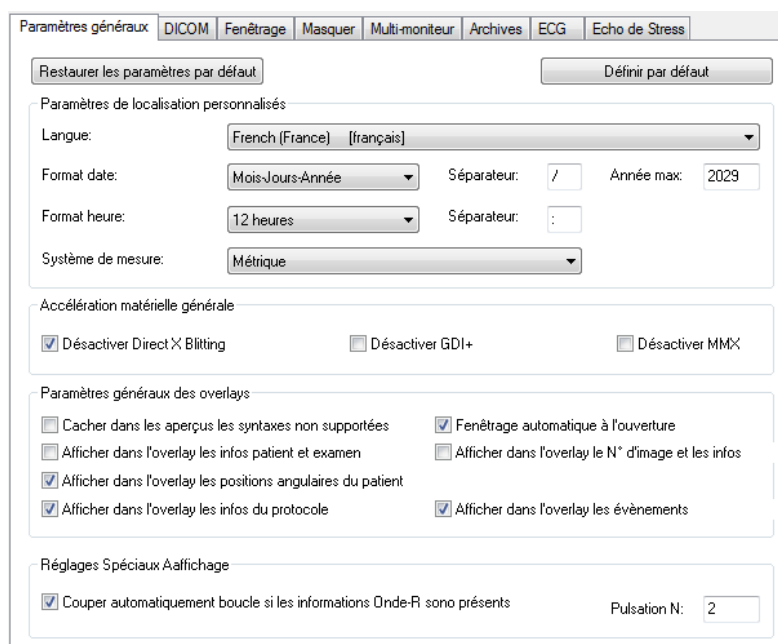 Paramètres généraux DICOM Fenêtrage Masquer Multi-moniteur Archives ECG Echo de Stress
Restaurer les paramètres par défaut Définir par défaut
Paramètres de localisation personnalisés
Langue: French (France) [français]
Format date: Mois-Jours-Année Séparateur: / Année max: 2029
Format heure: 12 heures Séparateur: :
Système de mesure: Métrique
Accélération matérielle générale
Désactiver Direct X Blitting Désactiver GDI+ Désactiver MMX
Paramètres généraux des overlays
Cacher dans les aperçus les syntaxes non supportées Fenêtrage automatique à l'ouverture
Afficher dans l'overlay les infos patient et examen Afficher dans l'overlay le N° d'image et les infos
Afficher dans l'overlay les positions angulaires du patient
Afficher dans l'overlay les infos du protocole Afficher dans l'overlay les évènements
Réglages Spéciaux Aaffichage
Couper automatiquement boucle si les informations Onde-R sono présents Pulsation N: 2